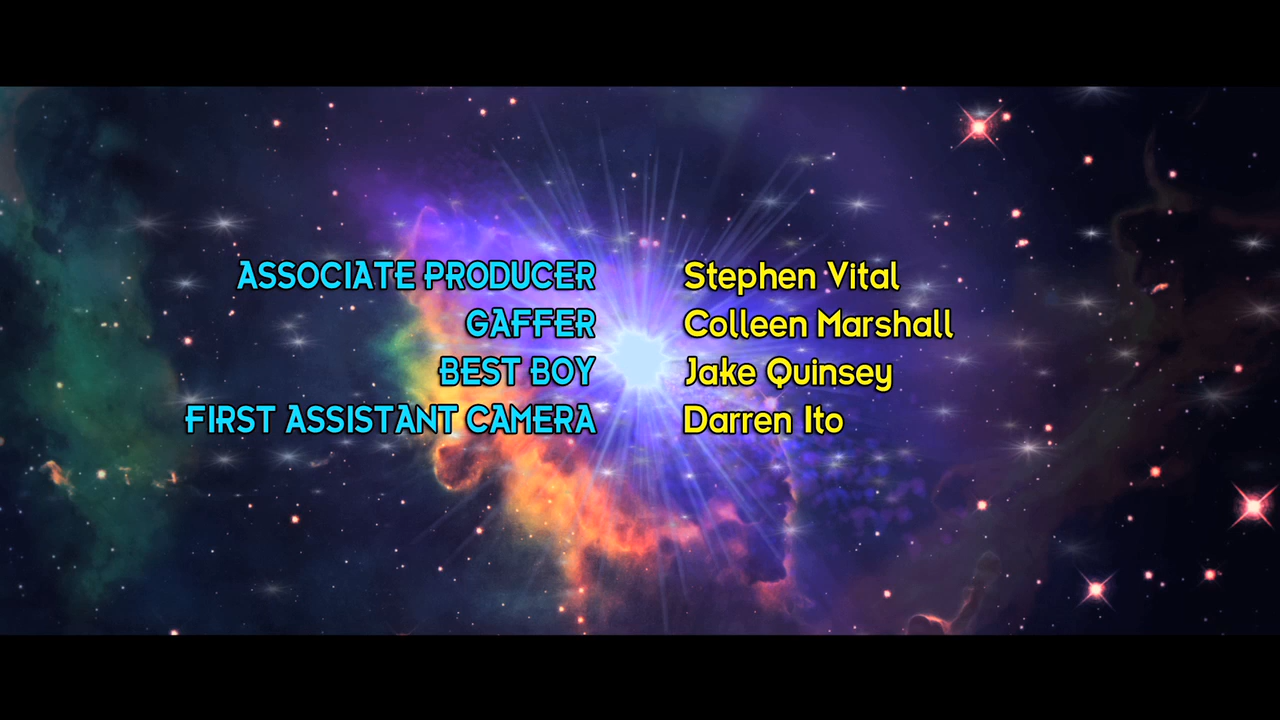 ASSOCIATE PRODUCER Stephen Vital
GAFFER Colleen Marshall
BEST BOY Jake Quinsey
FIRST ASSISTANT CAMERA Darren Ito